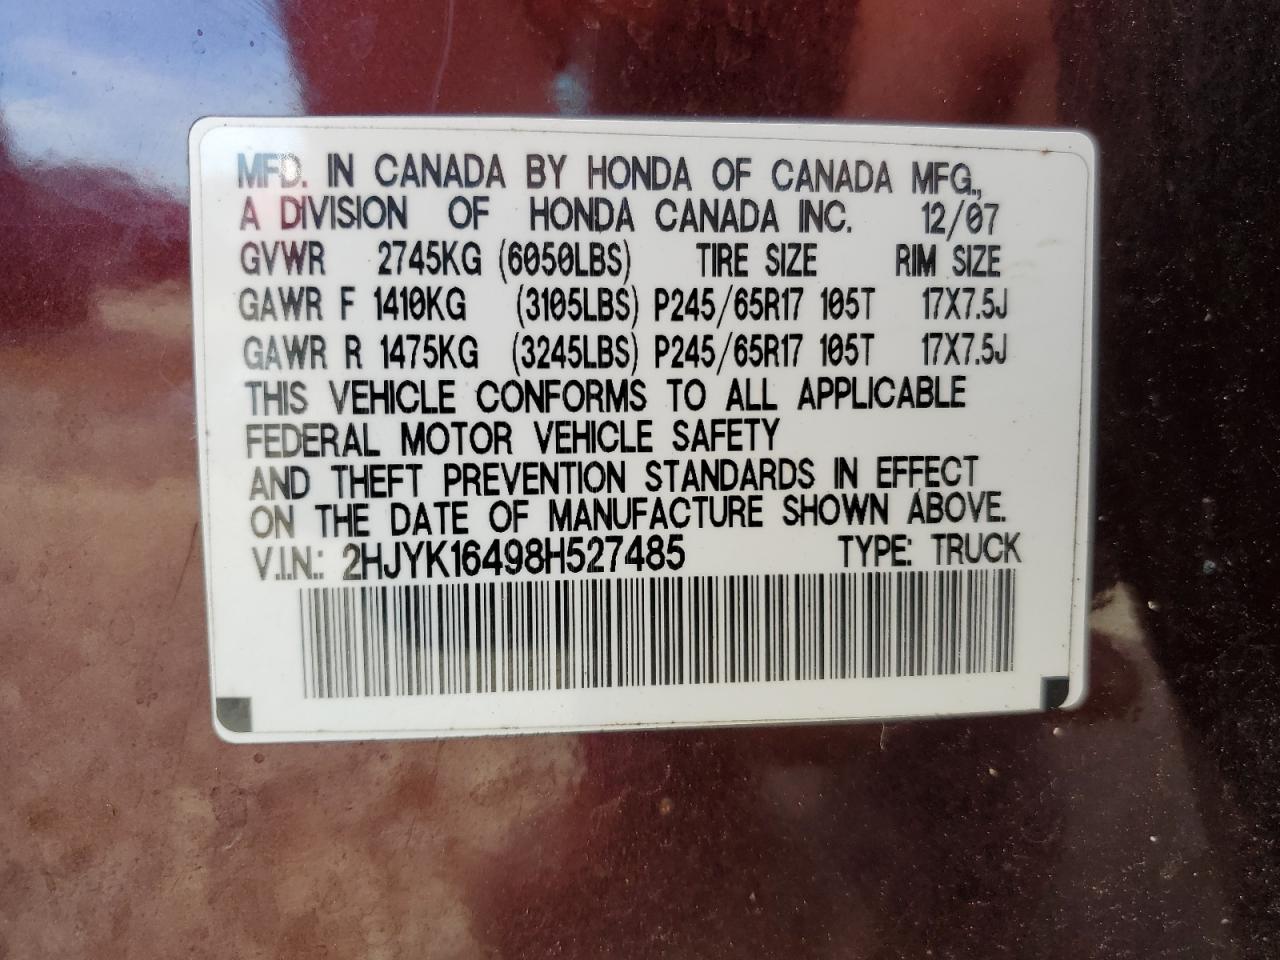 MFD. IN CANADA BY HONDA OF CANADA MFG.,
A DIVISION OF HONDA CANADA INC. 12/07
GVWR 2745KG (6050LBS) TIRE SIZE RIM SIZE
GAWR F 1410KG (3105LBS) P245/65R17 105T 17X7.5J
GAWR R 1475KG (3245LBS) P245/65R17 105T 17X7.5J
THIS VEHICLE CONFORMS TO ALL APPLICABLE
FEDERAL MOTOR VEHICLE SAFETY
AND THEFT PREVENTION STANDARDS IN EFFECT
ON THE DATE OF MANUFACTURE SHOWN ABOVE.
V.I.N.: 2HJYK16498H527485 TYPE: TRUCK